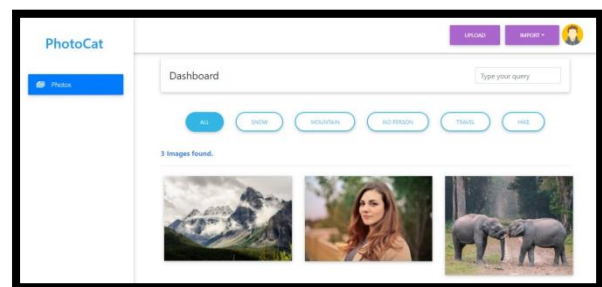 PhotoCat
UPLOAD
IMPORT
Photos
Dashboard
Type your query
ALL
SNOW
MOUNTAIN
NO PERSON
TRAVEL
HIKE
3 Images found.